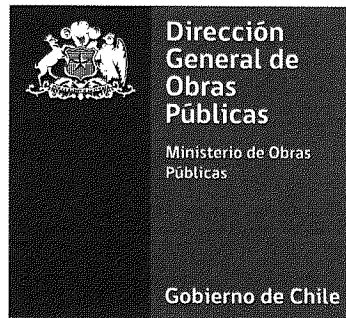 Dirección
General de
Obras
Públicas
Ministerio de Obras
Públicas
Gobierno de Chile